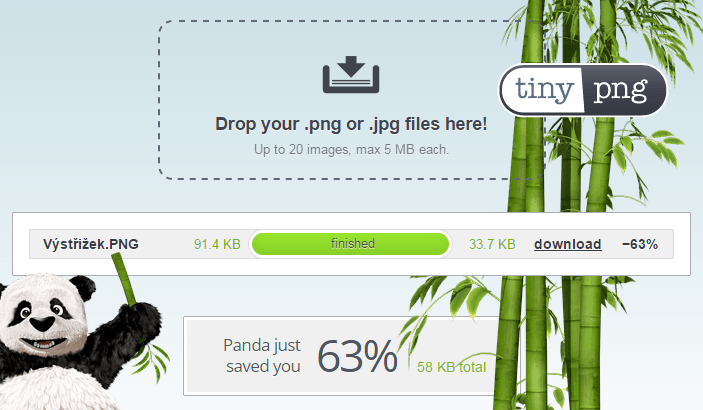 tiny png
Drop your .png or .jpg files here!
Up to 20 images, max 5 MB each.
Výstřižek.PNG 91.4 KB finished 33.7 KB download −63%
Panda just
saved you
63%
58 KB total